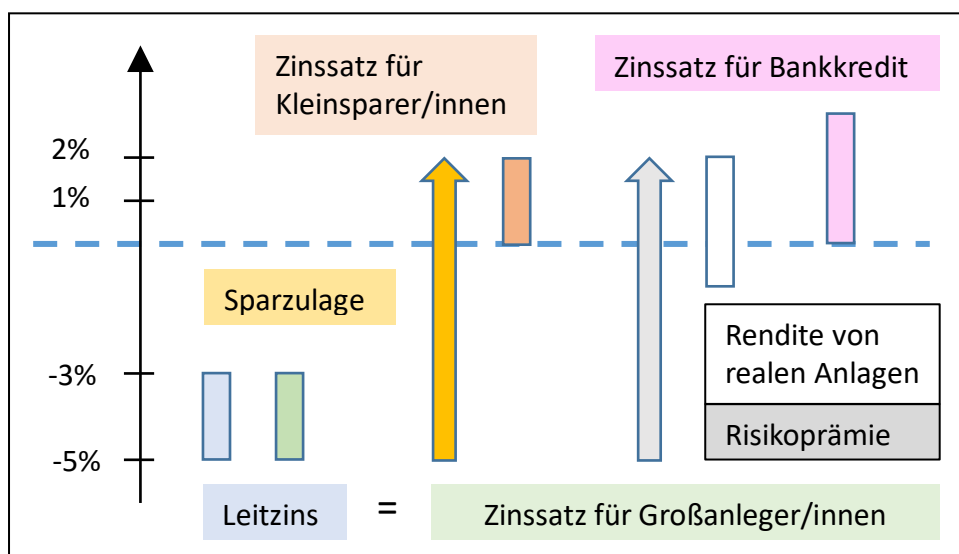 Zinssatz für
Kleinsparer/innen
Zinssatz für Bankkredit
2%
1%
Sparzulage
Rendite von
realen Anlagen
-3%
Risikoprämie
-5%
Leitzins = Zinssatz für Großanleger/innen